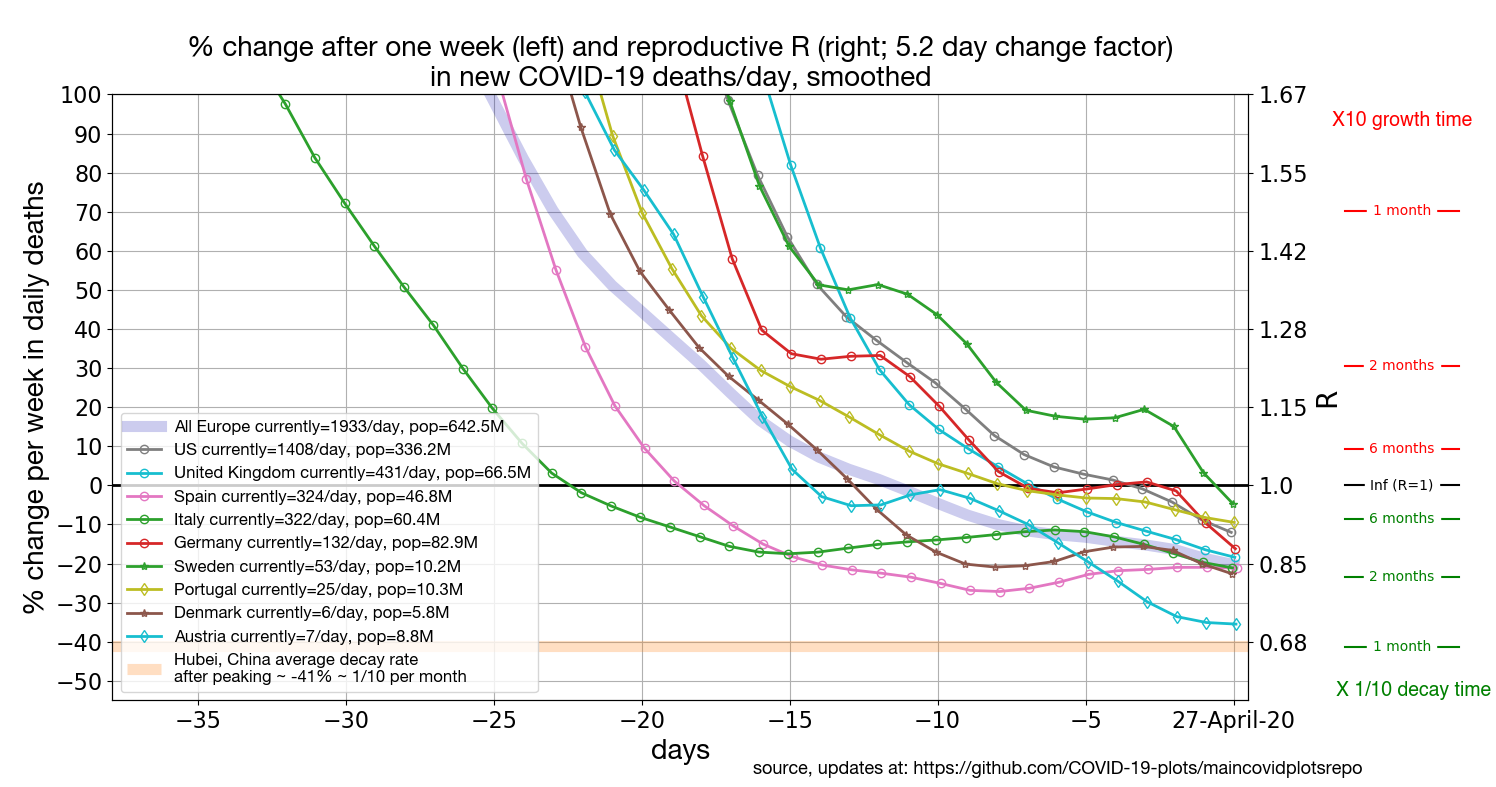 % change after one week (left) and reproductive R (right; 5.2 day change factor)
in new COVID-19 deaths/day, smoothed
% change per week in daily deaths
100
90
80
70
60
50
40
30
20
10
0
−10
−20
−30
−40
−50
All Europe currently=1933/day, pop=642.5M
US currently=1408/day, pop=336.2M
United Kingdom currently=431/day, pop=66.5M
Spain currently=324/day, pop=46.8M
Italy currently=322/day, pop=60.4M
Germany currently=132/day, pop=82.9M
Sweden currently=53/day, pop=10.2M
Portugal currently=25/day, pop=10.3M
Denmark currently=6/day, pop=5.8M
Austria currently=7/day, pop=8.8M
Hubei, China average decay rate
after peaking ~ -41% ~ 1/10 per month
−35
−30
−25
−20
−15
−10
−5
27-April-20
days
1.67
1.55
1.42
1.28
1.15
1.0
0.85
0.68
R
X10 growth time
1 month
2 months
6 months
Inf (R=1)
6 months
2 months
1 month
X 1/10 decay time
source, updates at: https://github.com/COVID-19-plots/maincovidplotsrepo